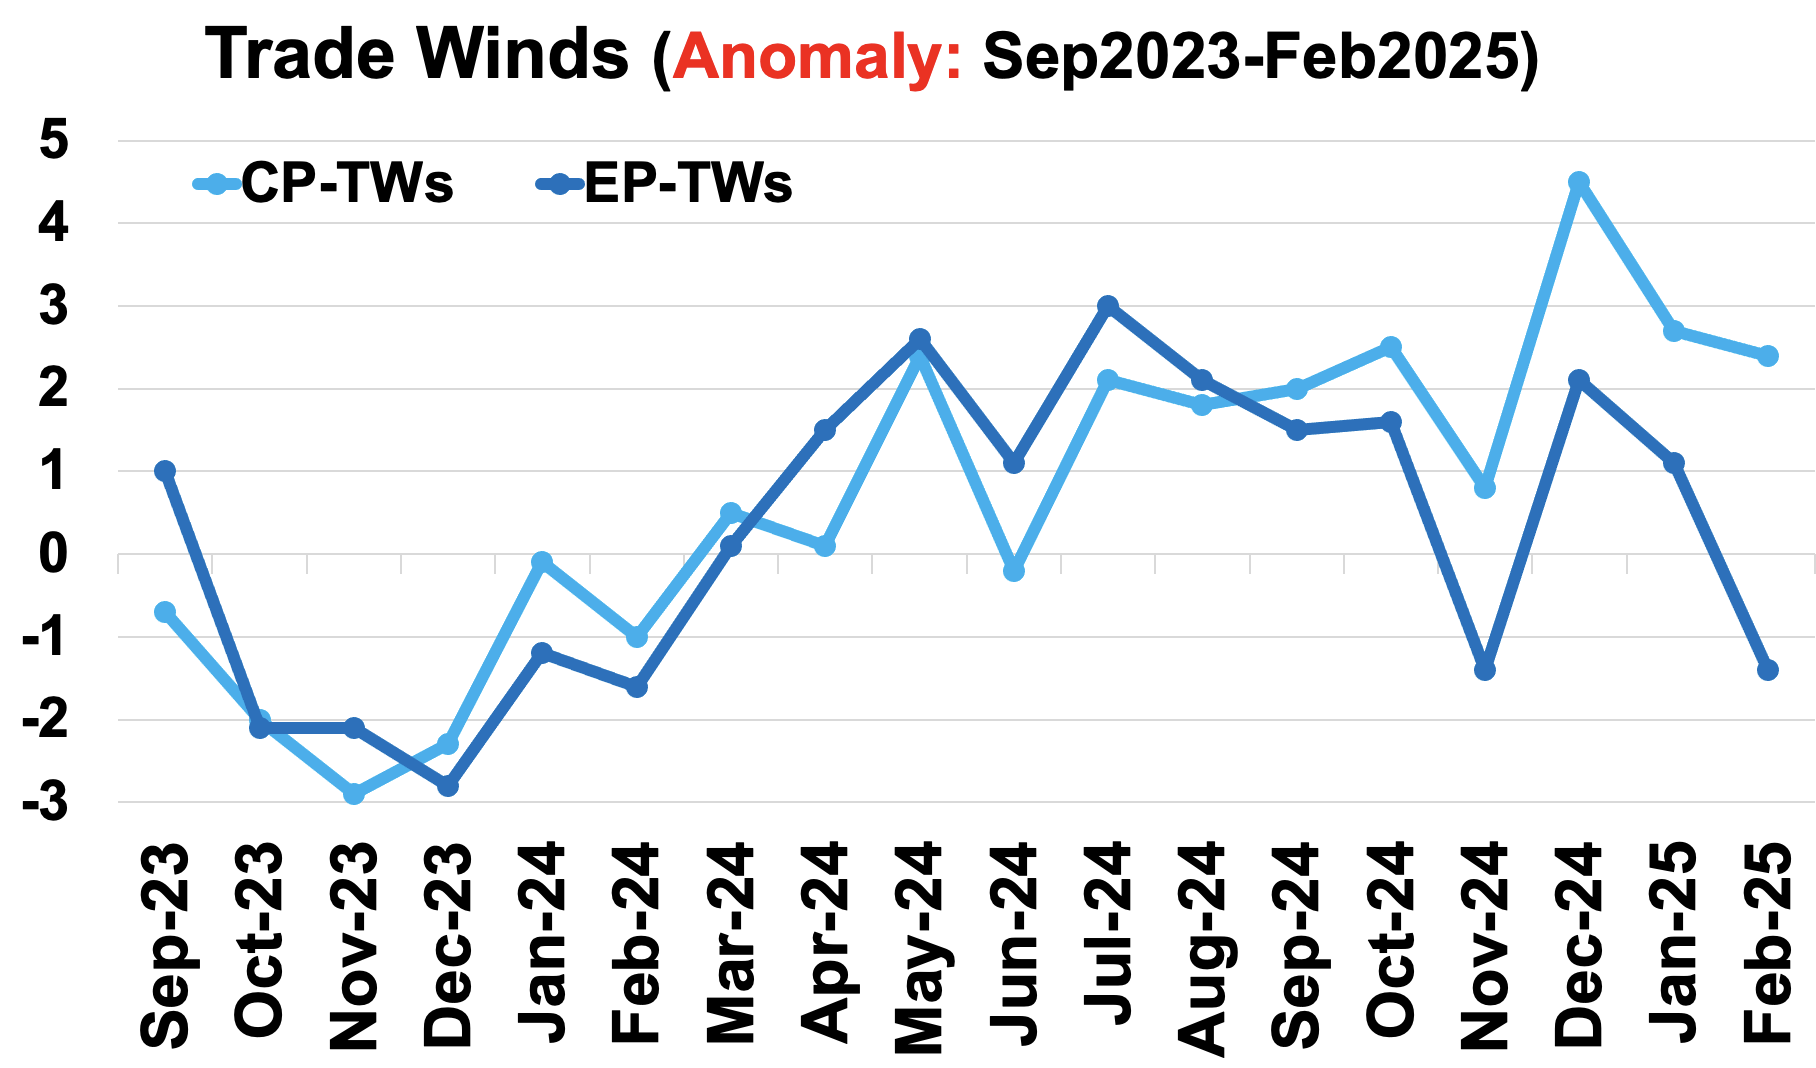 Trade Winds (Anomaly: Sep2023-Feb2025)
5
CP-TWs EP-TWs
4
3
2
1
0
-1
-2
-3
Sep-23
Oct-23
Nov-23
Dec-23
Jan-24
Feb-24
Mar-24
Apr-24
May-24
Jun-24
Jul-24
Aug-24
Sep-24
Oct-24
Nov-24
Dec-24
Jan-25
Feb-25